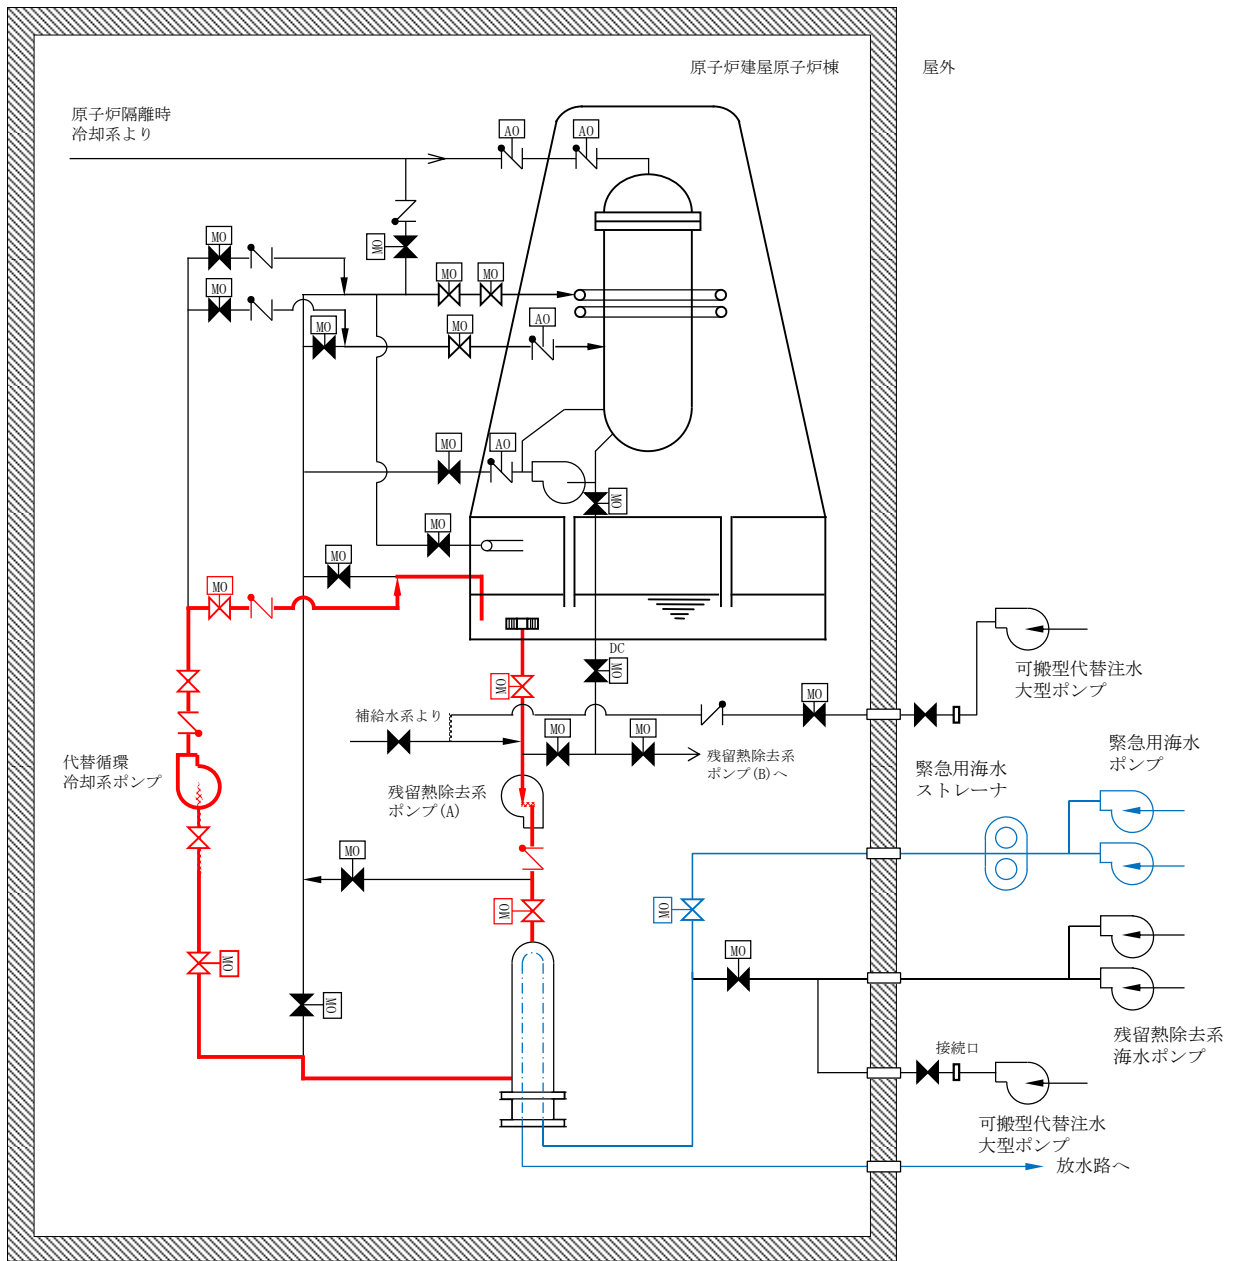 原子炉建屋原子炉棟
屋外
原子炉隔離時
冷却系より
AO
AO
MO
MO
MO
MO
MO
MO
AO
MO
MO
MO
AO
MO
MO
MO
MO
DC
MO
MO
可搬型代替注水
大型ポンプ
MO
補給水系より
MO
MO
残留熱除去系
ポンプ(B)へ
代替循環
冷却系ポンプ
残留熱除去系
ポンプ(A)
緊急用海水
ポンプ
緊急用海水
ストレーナ
MO
MO
MO
MO
MO
MO
残留熱除去系
海水ポンプ
接続口
可搬型代替注水
大型ポンプ
放水路へ